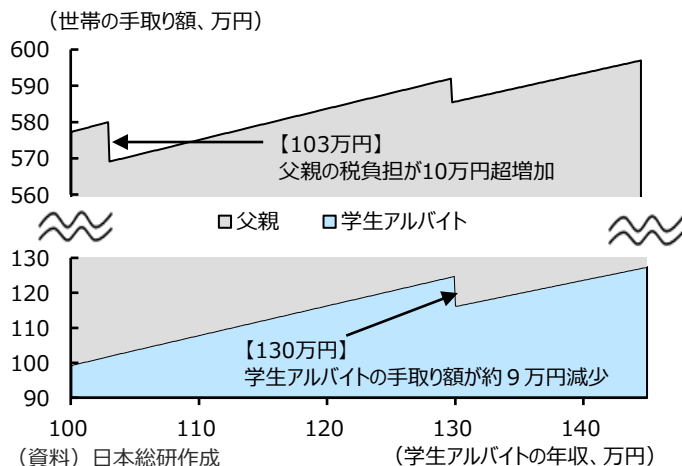 （世帯の手取り額、万円）
600
590
580
570
560
【103万円】
父親の税負担が10万円超増加
父親
学生アルバイト
130
120
110
100
90
【130万円】
学生アルバイトの手取り額が約９万円減少
100
110
120
130
140
（資料）日本総研作成
（学生アルバイトの年収、万円）